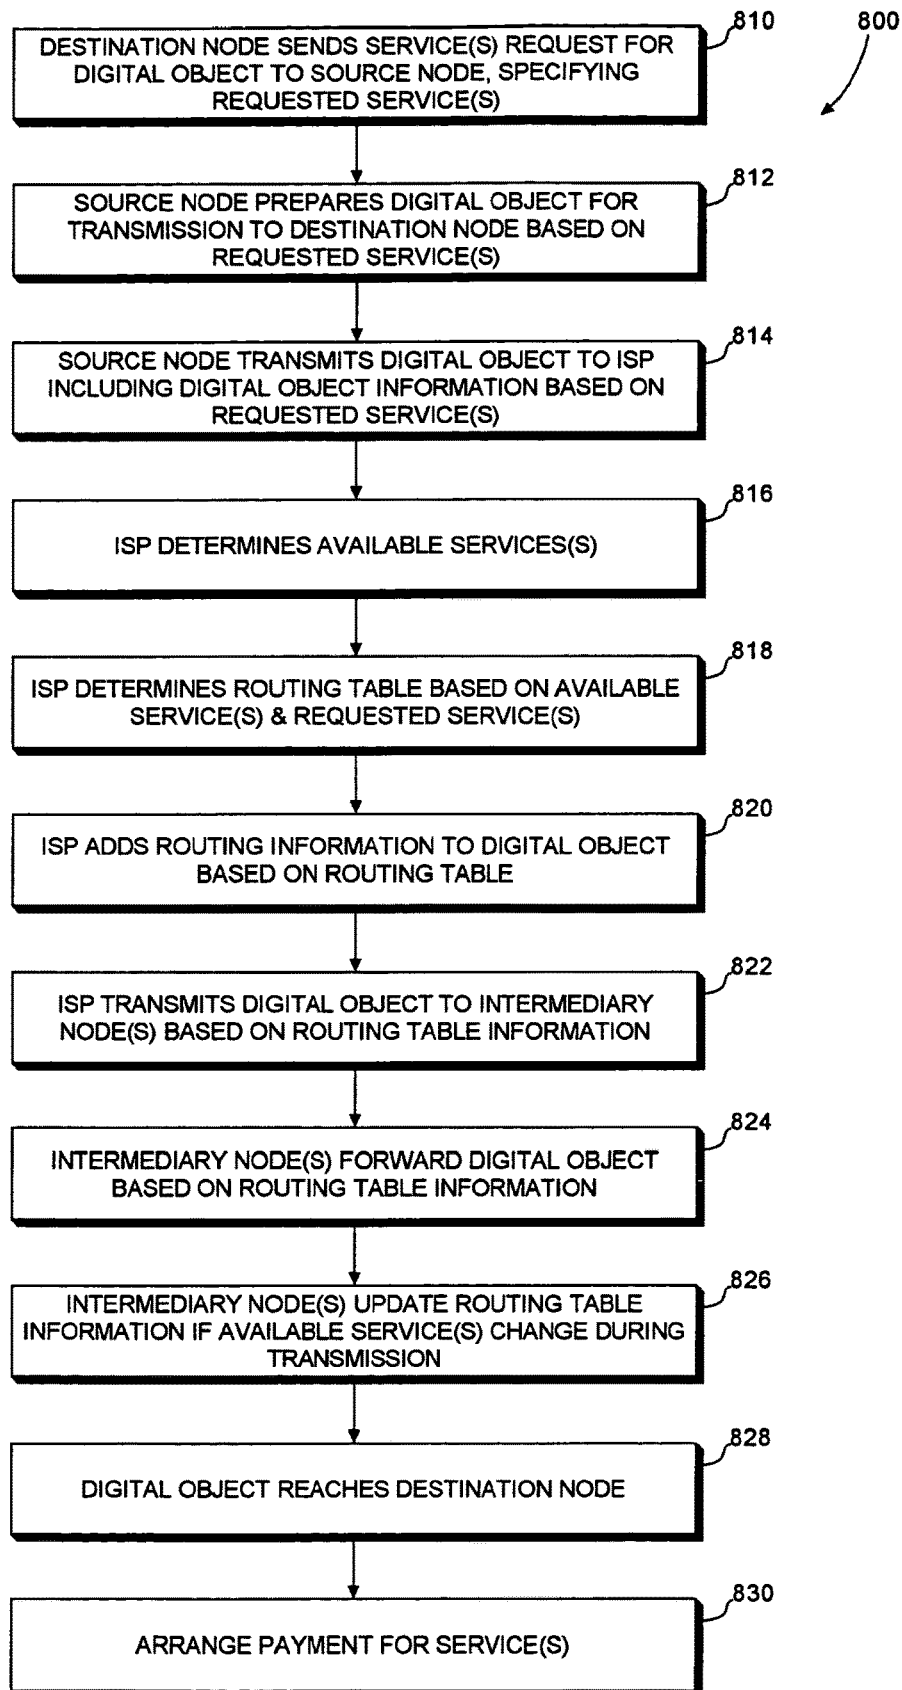 800
810
DESTINATION NODE SENDS SERVICE(S) REQUEST FOR
DIGITAL OBJECT TO SOURCE NODE, SPECIFYING
REQUESTED SERVICE(S)
812
SOURCE NODE PREPARES DIGITAL OBJECT FOR
TRANSMISSION TO DESTINATION NODE BASED ON
REQUESTED SERVICE(S)
814
SOURCE NODE TRANSMITS DIGITAL OBJECT TO ISP
INCLUDING DIGITAL OBJECT INFORMATION BASED ON
REQUESTED SERVICE(S)
816
ISP DETERMINES AVAILABLE SERVICES(S)
818
ISP DETERMINES ROUTING TABLE BASED ON AVAILABLE
SERVICE(S) & REQUESTED SERVICE(S)
820
ISP ADDS ROUTING INFORMATION TO DIGITAL OBJECT
BASED ON ROUTING TABLE
822
ISP TRANSMITS DIGITAL OBJECT TO INTERMEDIARY
NODE(S) BASED ON ROUTING TABLE INFORMATION
824
INTERMEDIARY NODE(S) FORWARD DIGITAL OBJECT
BASED ON ROUTING TABLE INFORMATION
826
INTERMEDIARY NODE(S) UPDATE ROUTING TABLE
INFORMATION IF AVAILABLE SERVICE(S) CHANGE DURING
TRANSMISSION
828
DIGITAL OBJECT REACHES DESTINATION NODE
830
ARRANGE PAYMENT FOR SERVICE(S)